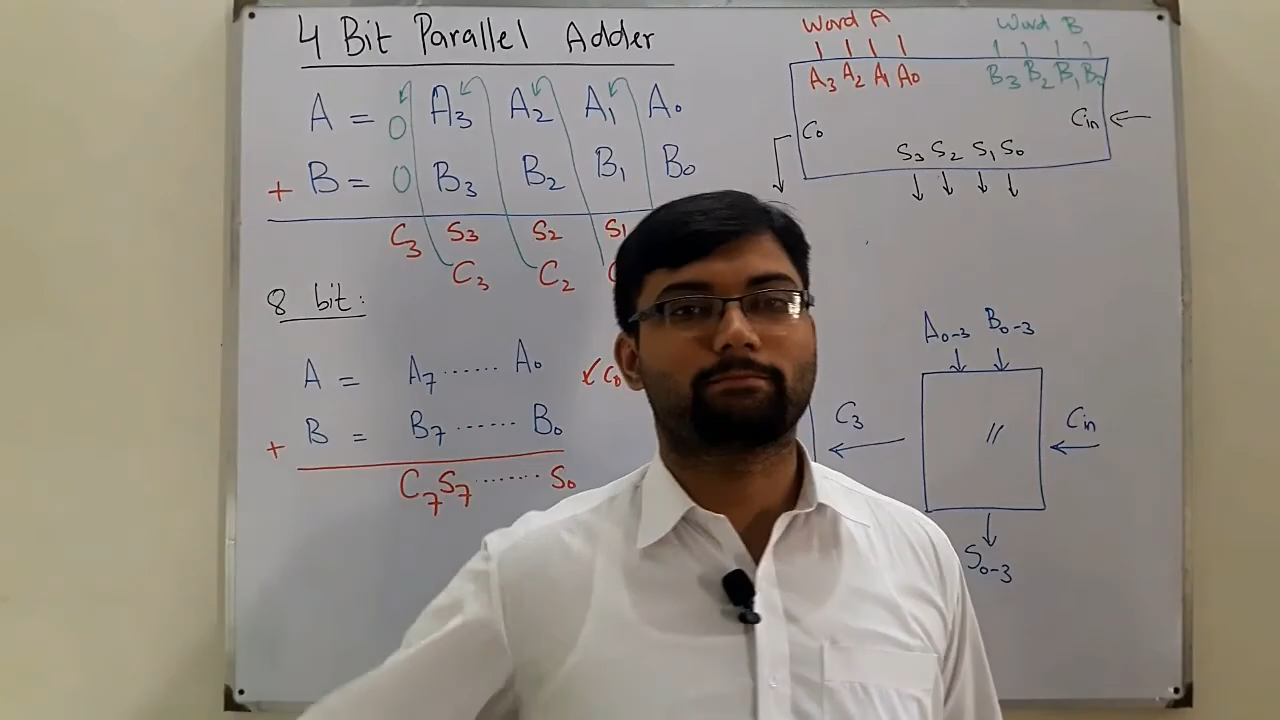 4 Bit Parallel Adder
A = 0 A3 A2 A1 A0
+ B = 0 B3 B2 B1 B0
C3 S3 S2 S1
C3 C2
8 bit:
A = A7 ...... A0
+ B = B7 ...... B0
C7 S7 ....... S0
Word A Word B
A3 A2 A1 A0 B3 B2 B1 B0
C0 Cin
S3 S2 S1 S0
A0-3 B0-3
C0
C3 // Cin
S0-3